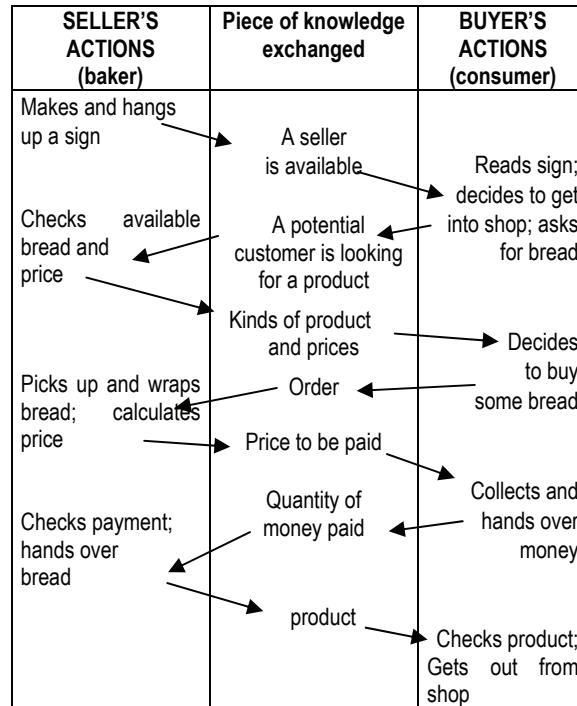 SELLER'S
ACTIONS
(baker)
Piece of knowledge
exchanged
BUYER'S
ACTIONS
(consumer)
Makes and hangs
up a sign
A seller
is available
Reads sign;
decides to get
into shop; asks
for bread
A potential
customer is looking
for a product
Checks available
bread and
price
Kinds of product
and prices
Decides
to buy
some bread
Order
Picks up and wraps
bread; calculates
price
Price to be paid
Collects and
hands over
money
Quantity of
money paid
Checks payment;
hands over
bread
product
Checks product;
Gets out from
shop